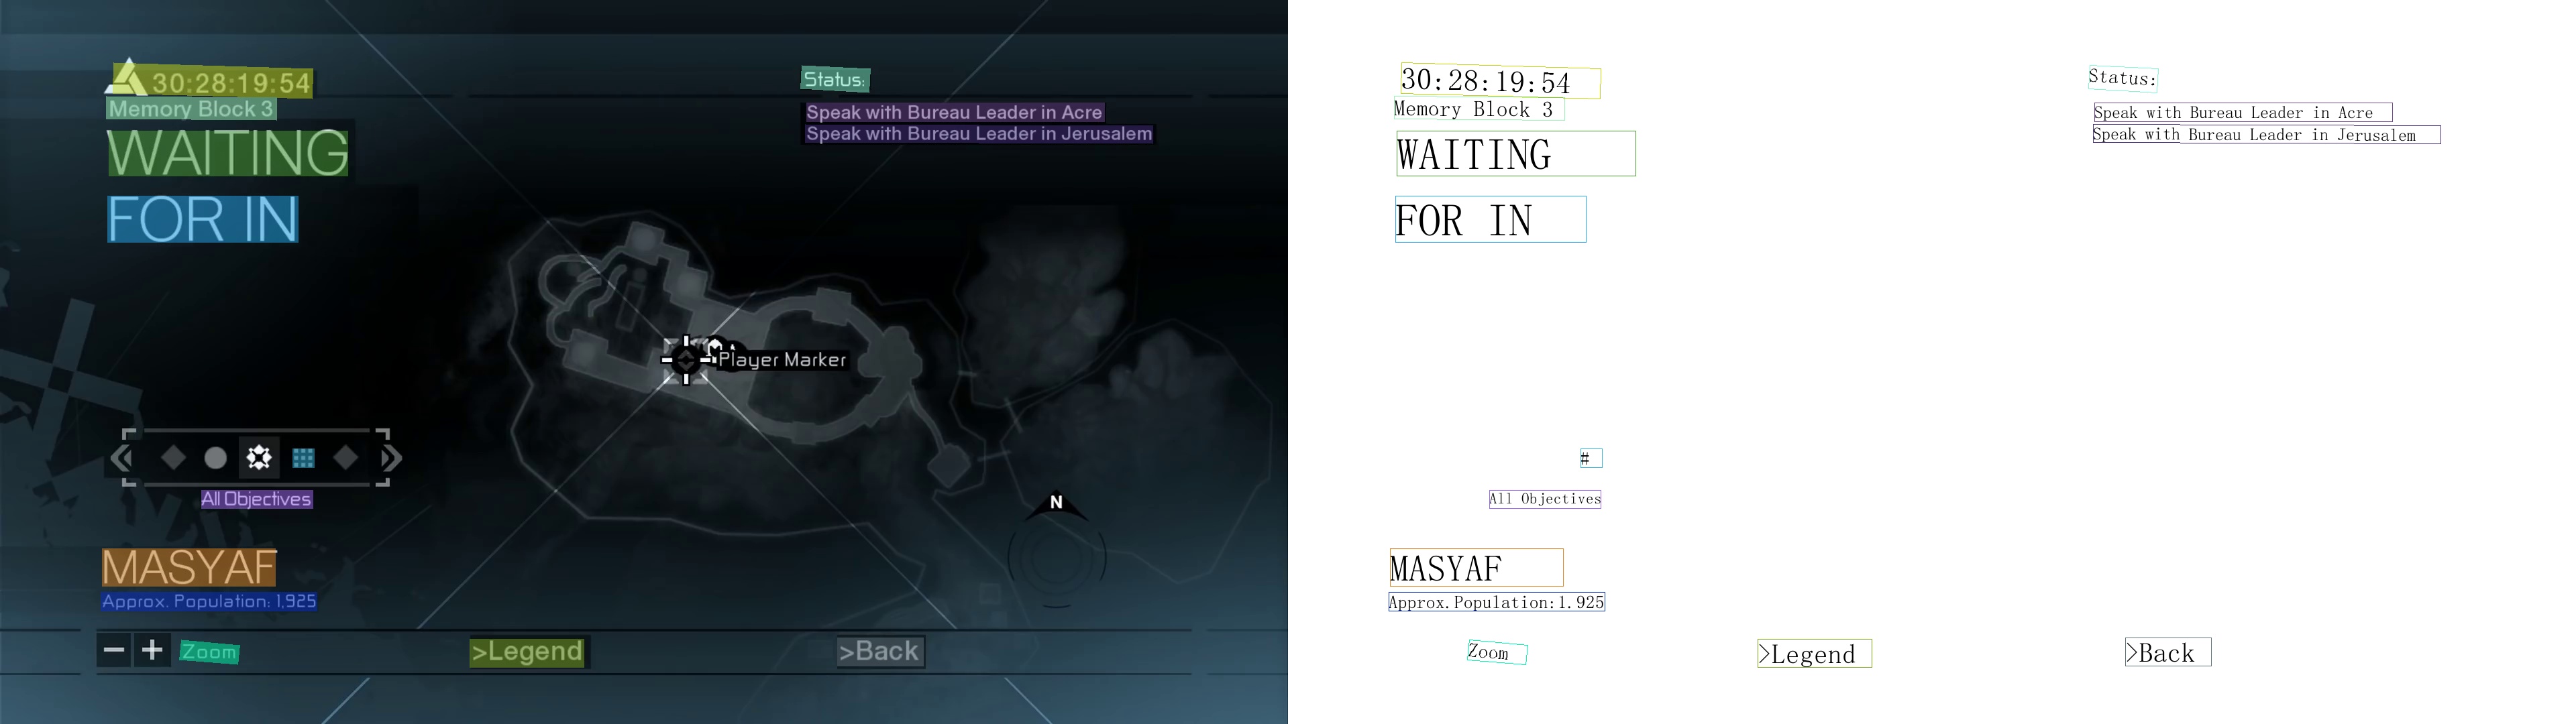 30:28:19:54
Memory Block 3
WAITING
FOR IN
Status:
Speak with Bureau Leader in Acre
Speak with Bureau Leader in Jerusalem
Player Marker
All Objectives
N
MASYAF
Approx. Population: 1,925
Zoom
>Legend
>Back
30:28:19:54
Memory Block 3
WAITING
FOR IN
Status:
Speak with Bureau Leader in Acre
Speak with Bureau Leader in Jerusalem
#
All Objectives
MASYAF
Approx.Population:1.925
Zoom
>Legend
>Back